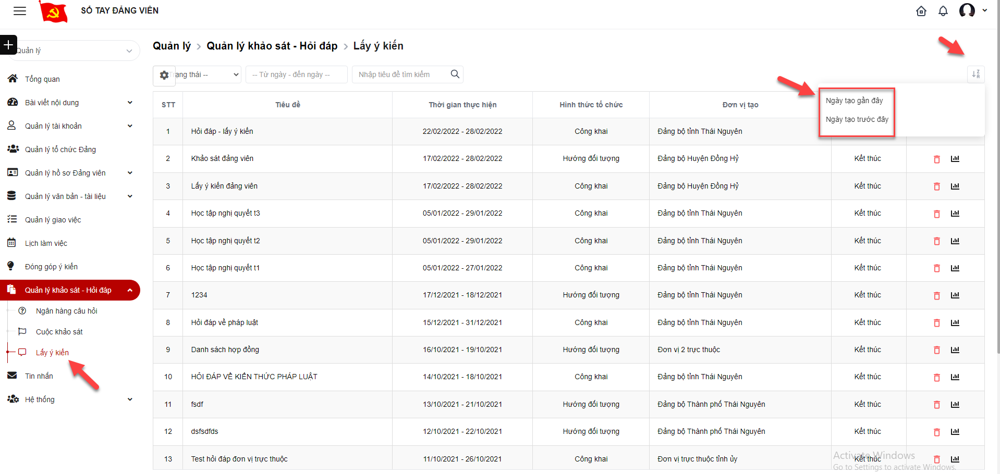 SỔ TAY ĐẢNG VIÊN
Quản lý
Quản lý > Quản lý khảo sát - Hỏi đáp > Lấy ý kiến
Trạng thái --
-- Từ ngày - đến ngày --
Nhập tiêu đề tìm kiếm
Ngày tạo gần đây
Ngày tạo trước đây
Tổng quan
Bài viết nội dung
Quản lý tài khoản
Quản lý tổ chức Đảng
Quản lý hồ sơ Đảng viên
Quản lý văn bản - tài liệu
Quản lý giao việc
Lịch làm việc
Đóng góp ý kiến
Quản lý khảo sát - Hỏi đáp
Ngân hàng câu hỏi
Cuộc khảo sát
Lấy ý kiến
Tin nhắn
Hệ thống
STT Tiêu đề Thời gian thực hiện Hình thức tổ chức Đơn vị tạo
1 Hỏi đáp - lấy ý kiến 22/02/2022 - 28/02/2022 Công khai Đảng bộ tỉnh Thái Nguyên
2 Khảo sát đảng viên 17/02/2022 - 28/02/2022 Hướng đối tượng Đảng bộ Huyện Đồng Hỷ Kết thúc
3 Lấy ý kiến đảng viên 17/02/2022 - 28/02/2022 Công khai Đảng bộ Huyện Đồng Hỷ Kết thúc
4 Học tập nghị quyết t3 05/01/2022 - 29/01/2022 Công khai Đảng bộ tỉnh Thái Nguyên Kết thúc
5 Học tập nghị quyết t2 05/01/2022 - 29/01/2022 Công khai Đảng bộ tỉnh Thái Nguyên Kết thúc
6 Học tập nghị quyết t1 05/01/2022 - 27/01/2022 Công khai Đảng bộ tỉnh Thái Nguyên Kết thúc
7 1234 17/12/2021 - 18/12/2021 Hướng đối tượng Đảng bộ tỉnh Thái Nguyên Kết thúc
8 Hỏi đáp về pháp luật 15/12/2021 - 31/12/2021 Công khai Đảng bộ tỉnh Thái Nguyên Kết thúc
9 Danh sách hợp đồng 16/10/2021 - 19/10/2021 Hướng đối tượng Đơn vị 2 trực thuộc Kết thúc
10 HỎI ĐÁP VỀ KIẾN THỨC PHÁP LUẬT 14/10/2021 - 18/10/2021 Công khai Đảng bộ tỉnh Thái Nguyên Kết thúc
11 fsdf 13/10/2021 - 21/10/2021 Hướng đối tượng Đảng bộ Thành phố Thái Nguyên Kết thúc
12 dsfsdfds 12/10/2021 - 22/10/2021 Hướng đối tượng Đảng bộ Thành phố Thái Nguyên Kết thúc
13 Test hỏi đáp đơn vị trực thuộc 11/10/2021 - 26/10/2021 Công khai Đơn vị trực thuộc tỉnh ủy Kết thúc
Activate Windows
Go to Settings to activate Windows.